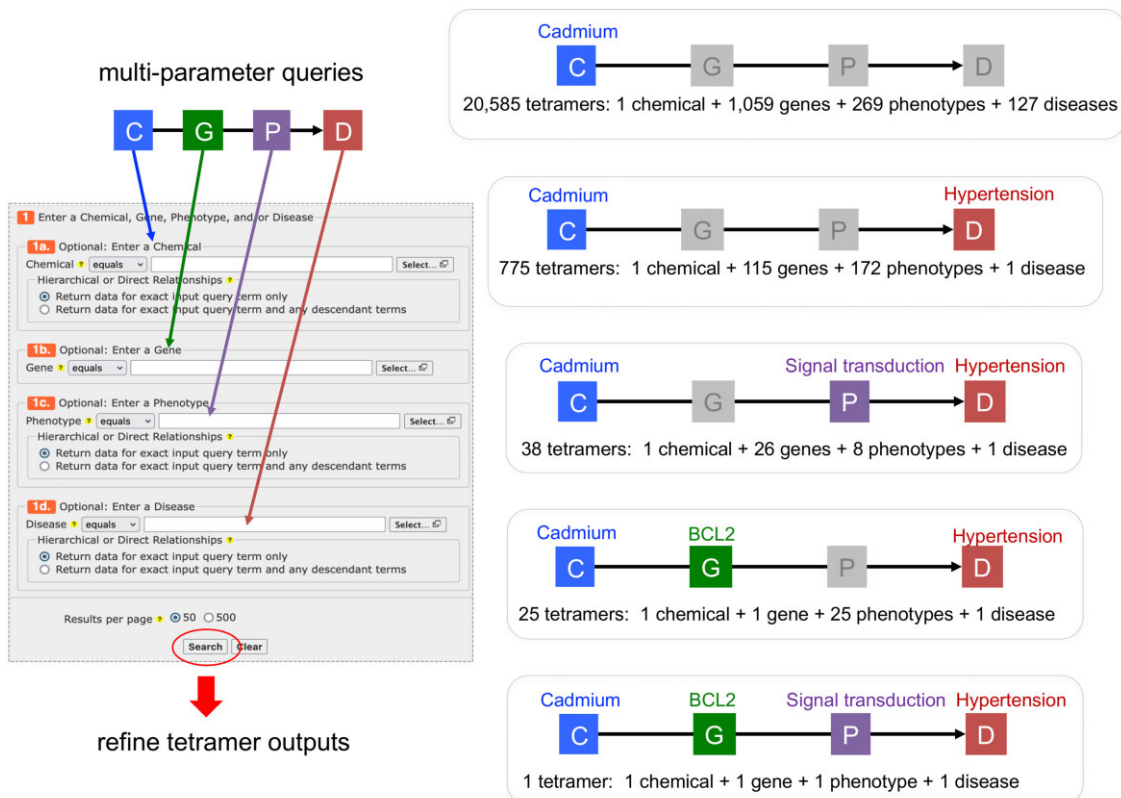 multi-parameter queries
C G P D
1 Enter a Chemical, Gene, Phenotype, and/or Disease
1a. Optional: Enter a Chemical
Chemical ? equals Select...
Hierarchical or Direct Relationships ?
Return data for exact input query term only
Return data for exact input query term and any descendant terms
1b. Optional: Enter a Gene
Gene ? equals Select...
1c. Optional: Enter a Phenotype
Phenotype ? equals Select...
Hierarchical or Direct Relationships ?
Return data for exact input query term only
Return data for exact input query term and any descendant terms
1d. Optional: Enter a Disease
Disease ? equals Select...
Hierarchical or Direct Relationships ?
Return data for exact input query term only
Return data for exact input query term and any descendant terms
Results per page ? 50 500
Search Clear
refine tetramer outputs
Cadmium
C G P D
20,585 tetramers: 1 chemical + 1,059 genes + 269 phenotypes + 127 diseases
Cadmium Hypertension
C G P D
775 tetramers: 1 chemical + 115 genes + 172 phenotypes + 1 disease
Cadmium Signal transduction Hypertension
C G P D
38 tetramers: 1 chemical + 26 genes + 8 phenotypes + 1 disease
Cadmium BCL2 Hypertension
C G P D
25 tetramers: 1 chemical + 1 gene + 25 phenotypes + 1 disease
Cadmium BCL2 Signal transduction Hypertension
C G P D
1 tetramer: 1 chemical + 1 gene + 1 phenotype + 1 disease